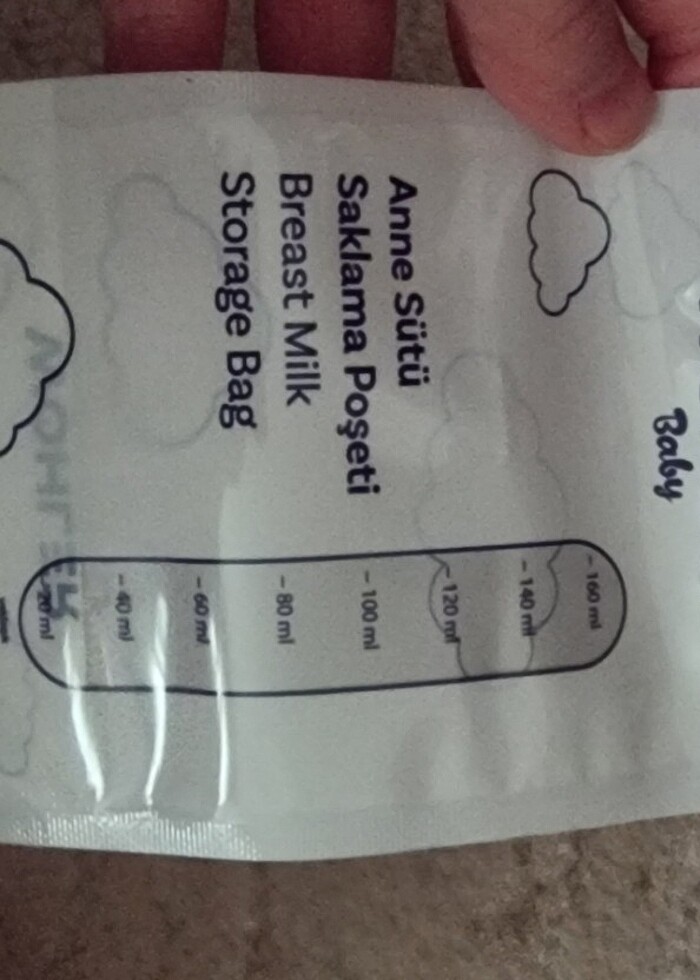 Baby
Anne Sütü
Saklama Poşeti
Breast Milk
Storage Bag
- 160 ml
- 140 ml
- 120 ml
- 100 ml
- 80 ml
- 60 ml
- 40 ml
- 20 ml